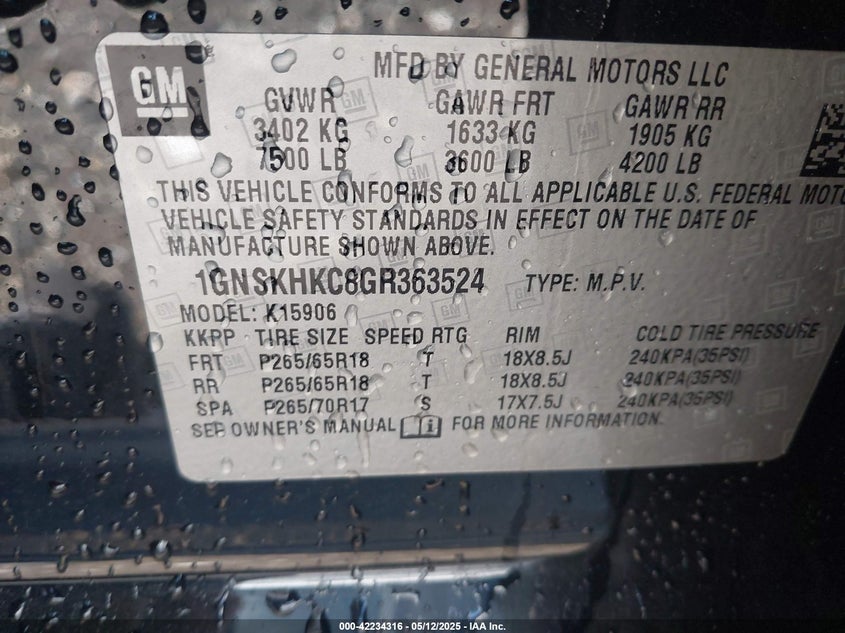 GM
MFD BY GENERAL MOTORS LLC
GVWR GAWR FRT GAWR RR
3402 KG 1633 KG 1905 KG
7500 LB 3600 LB 4200 LB
THIS VEHICLE CONFORMS TO ALL APPLICABLE U.S. FEDERAL
VEHICLE SAFETY STANDARDS IN EFFECT ON THE DATE OF
MANUFACTURE SHOWN ABOVE.
1GNSKHKC8GR363524 TYPE: M.P.V.
MODEL: K15906
KKPP TIRE SIZE SPEED RTG RIM COLD TIRE PRESSURE
FRT P265/65R18 T 18X8.5J 240KPA(35PSI)
RR P265/65R18 T 18X8.5J 240KPA(35PSI)
SPA P265/70R17 S 17X7.5J 240KPA(35PSI)
SEE OWNER'S MANUAL FOR MORE INFORMATION.
000-42234316 - 05/12/2025 - IAA Inc.